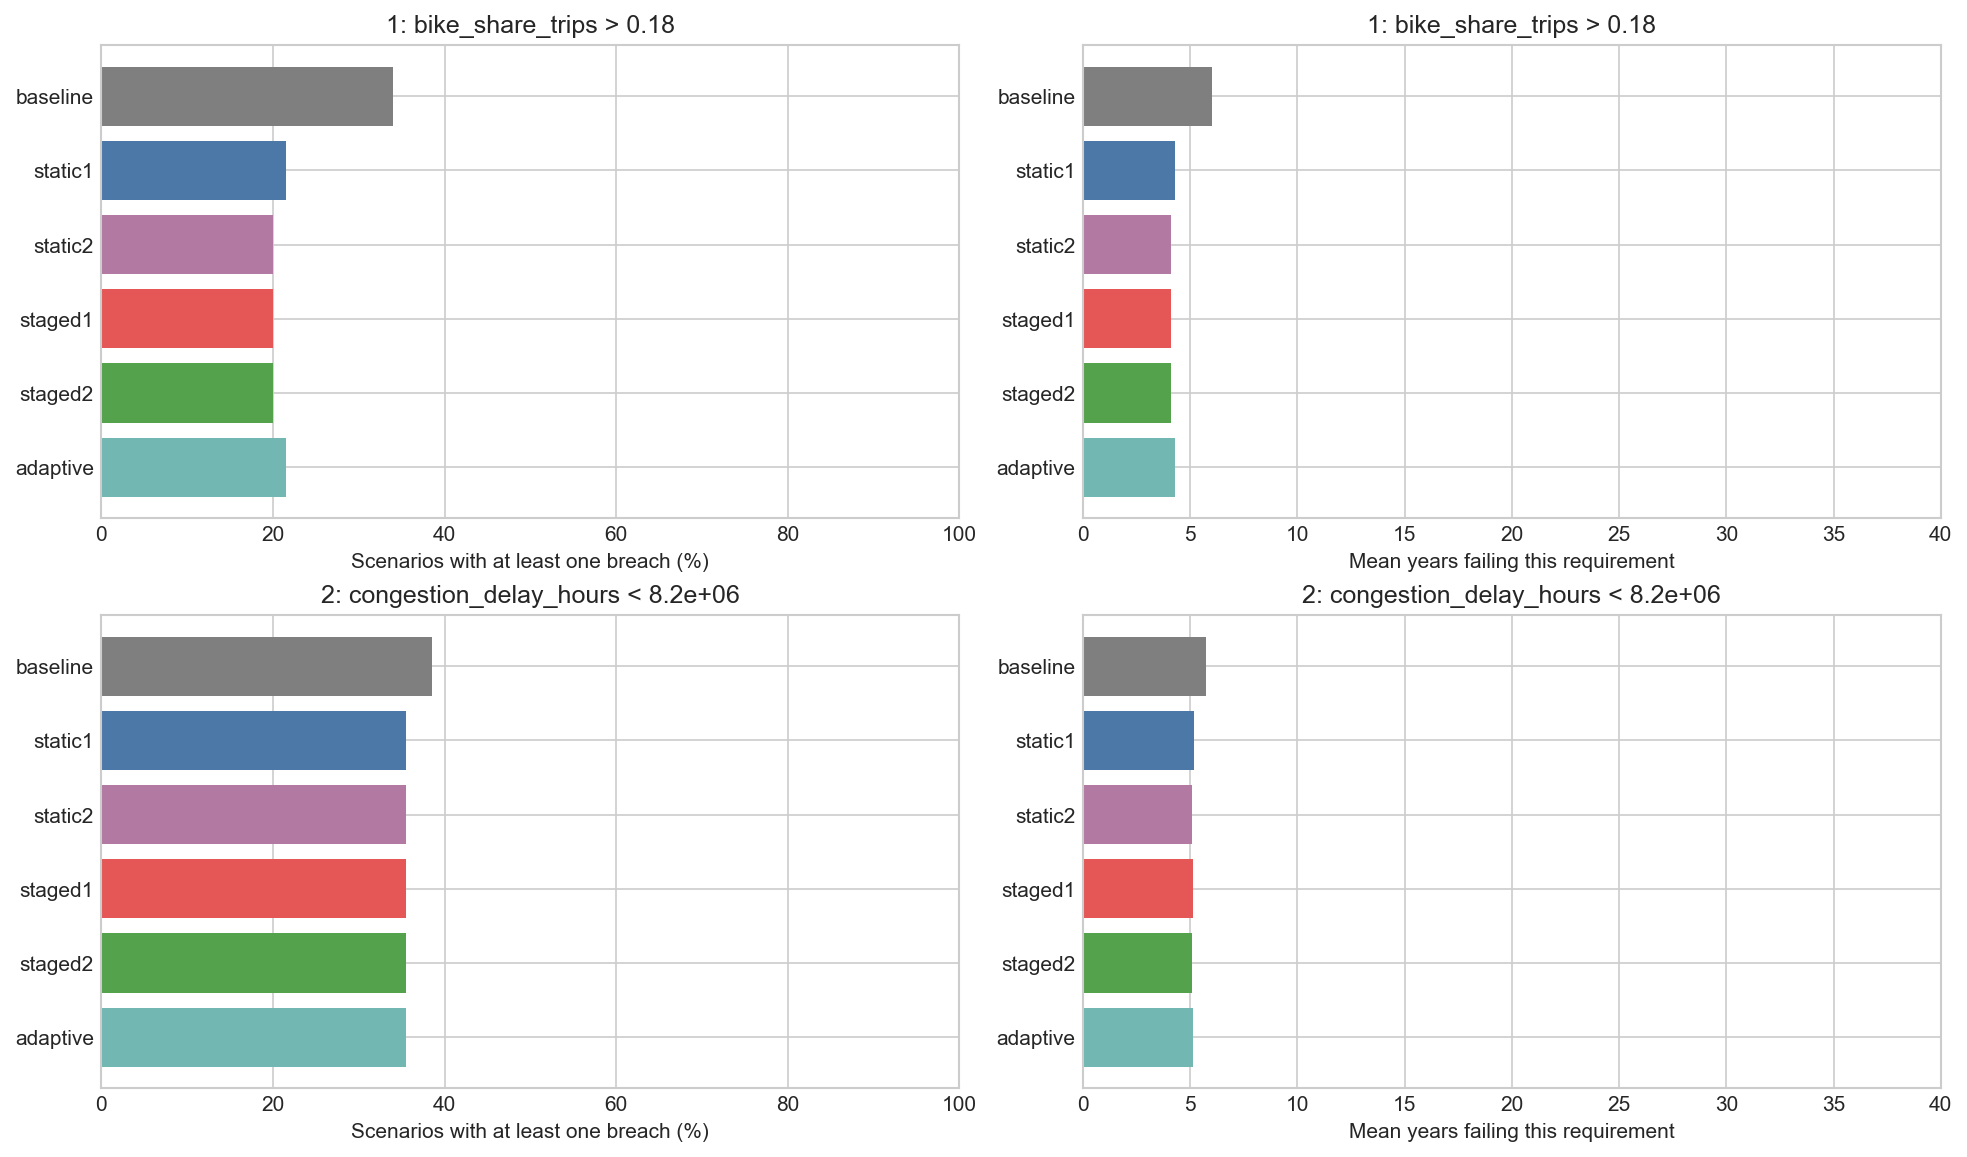 1: bike_share_trips > 0.18
baseline
static1
static2
staged1
staged2
adaptive
0 20 40 60 80 100
Scenarios with at least one breach (%)
1: bike_share_trips > 0.18
baseline
static1
static2
staged1
staged2
adaptive
0 5 10 15 20 25 30 35 40
Mean years failing this requirement
2: congestion_delay_hours < 8.2e+06
baseline
static1
static2
staged1
staged2
adaptive
0 20 40 60 80 100
Scenarios with at least one breach (%)
2: congestion_delay_hours < 8.2e+06
baseline
static1
static2
staged1
staged2
adaptive
0 5 10 15 20 25 30 35 40
Mean years failing this requirement